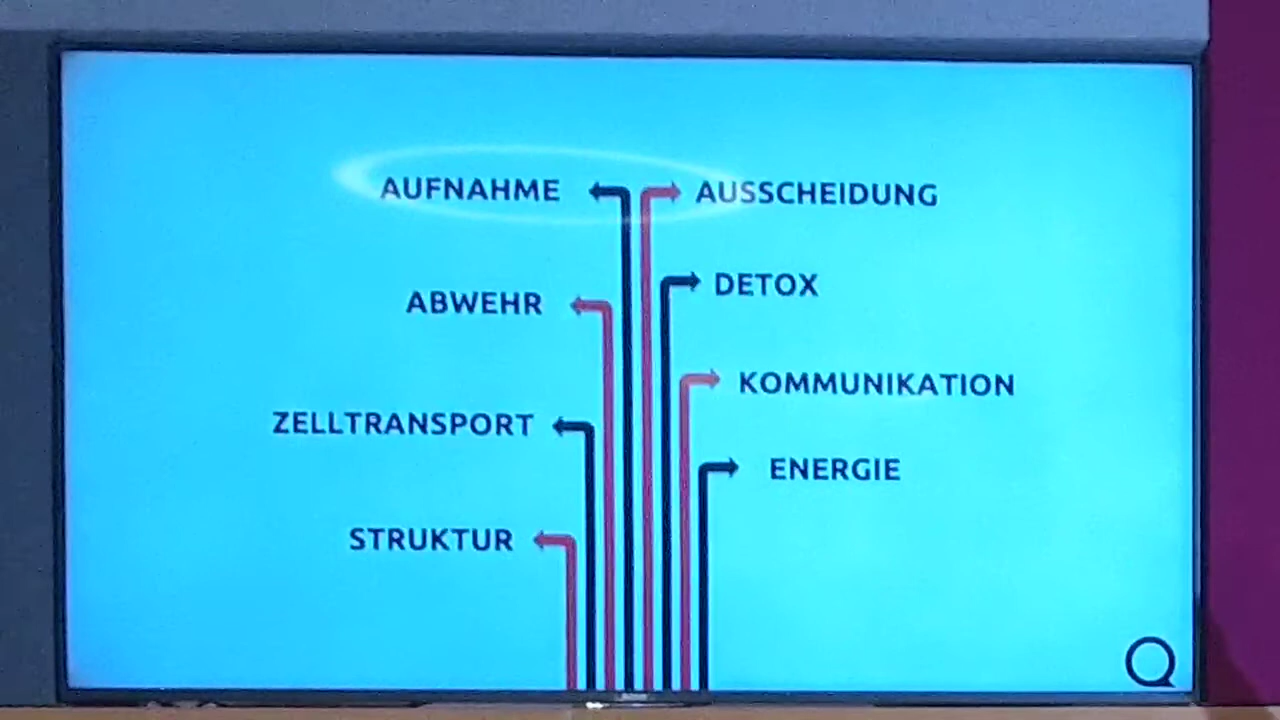 AUFNAHME
AUSSCHEIDUNG
ABWEHR
DETOX
KOMMUNIKATION
ZELLTRANSPORT
ENERGIE
STRUKTUR
Q